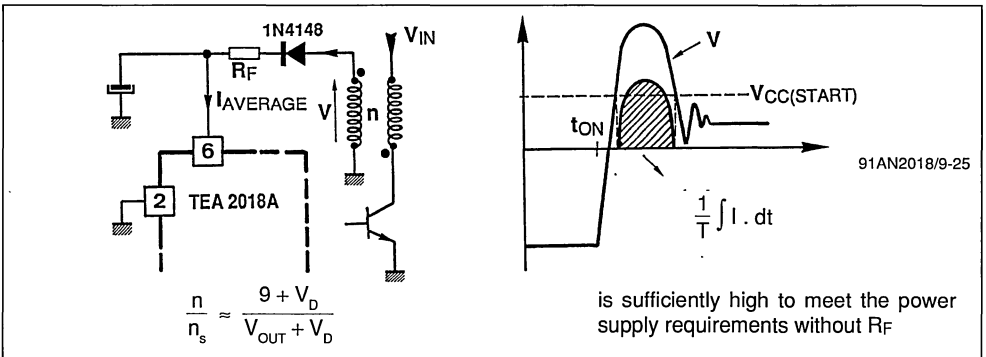 1N4148
V_IN
R_F
I_AVERAGE
V
n
6
2
TEA 2018A
n/n_s ≈ (9 + V_D)/(V_OUT + V_D)
V
V_CC(START)
t_ON
91AN2018/9-25
1/T ∫ I . dt
is sufficiently high to meet the power
supply requirements without R_F